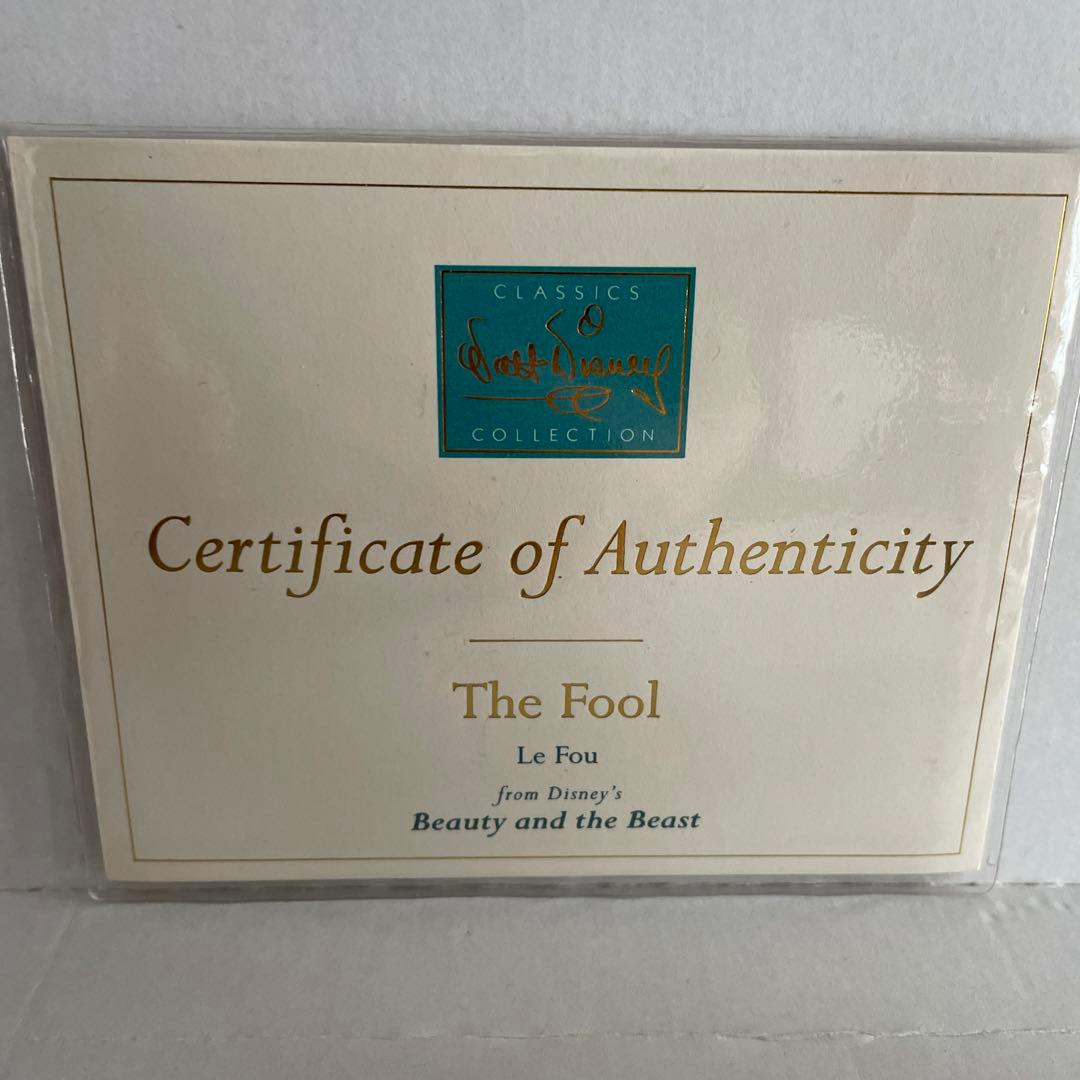 CLASSICS
Walt Disney
COLLECTION
Certificate of Authenticity
The Fool
Le Fou
from Disney's
Beauty and the Beast